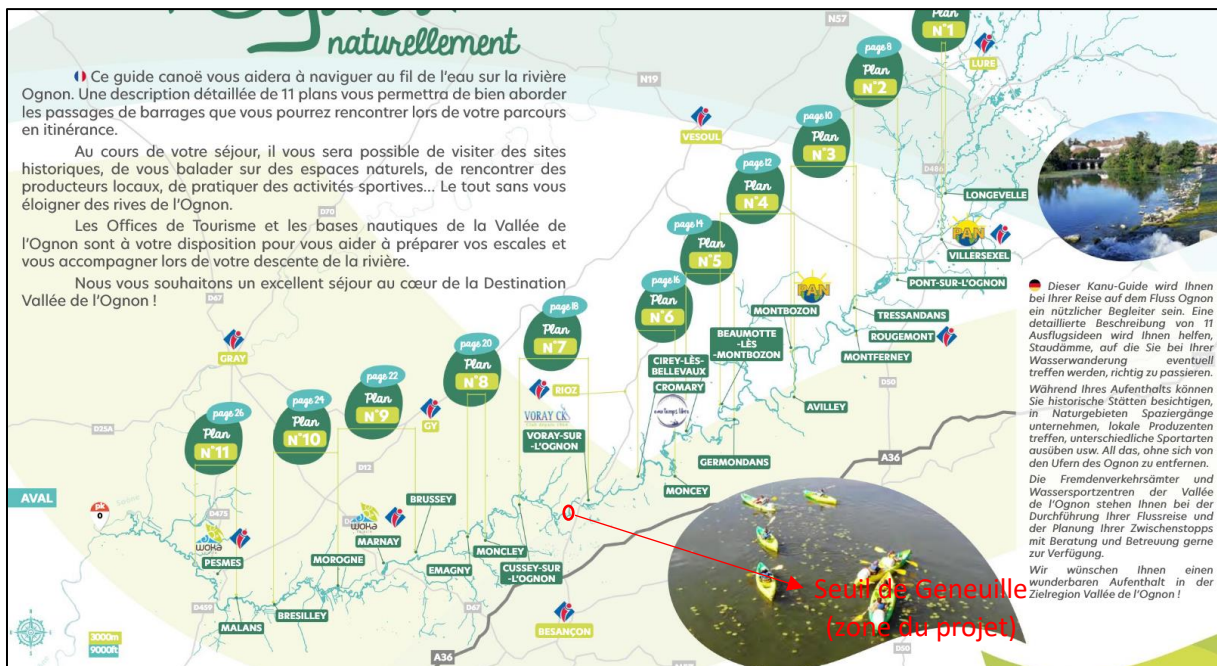 Ognon
naturellement
Ce guide canoë vous aidera à naviguer au fil de l'eau sur la rivière
Ognon. Une description détaillée de 11 plans vous permettra de bien aborder
les passages de barrages que vous pourrez rencontrer lors de votre parcours
en itinérance.
Au cours de votre séjour, il vous sera possible de visiter des sites
historiques, de vous balader sur des espaces naturels, de rencontrer des
producteurs locaux, de pratiquer des activités sportives... Le tout sans vous
éloigner des rives de l'Ognon.
Les Offices de Tourisme et les bases nautiques de la Vallée de
l'Ognon sont à votre disposition pour vous aider à préparer vos escales et
vous accompagner lors de votre descente de la rivière.
Nous vous souhaitons un excellent séjour au cœur de la Destination
Vallée de l'Ognon !
N57
Plan
N°1
LURE
page 8
Plan
N°2
N19
VESOUL
page 10
Plan
N°3
page 12
Plan
N°4
D486
LONGEVELLE
D70
page 14
Plan
N°5
PAN
VILLERSEXEL
page 16
Plan
N°6
PAN
MONTBOZON
PONT-SUR-L'OGNON
TRESSANDANS
ROUGEMONT
MONTFERNEY
BEAUMOTTE
-LÈS
-MONTBOZON
D67
page 18
Plan
N°7
GRAY
page 20
Plan
N°8
CIREY-LÈS-
BELLEVAUX
CROMARY
D50
page 22
Plan
N°9
RIOZ
AVILLEY
page 24
Plan
N°10
page 26
Plan
N°11
GY
VORAY CK
VORAY-SUR
-L'OGNON
GERMONDANS
A36
D12
MONCEY
AVAL
BRUSSEY
pk
0
D475
woka
PESMES
woka
MARNAY
MOROGNE
EMAGNY
MONCLEY
CUSSEY-SUR
-L'OGNON
D459
MALANS
BRESILLEY
D67
BESANÇON
3000m
9000ft
A36
D50
Seuil de Geneuille
(zone du projet)
Dieser Kanu-Guide wird Ihnen
bei Ihrer Reise auf dem Fluss Ognon
ein nützlicher Begleiter sein. Eine
detaillierte Beschreibung von 11
Ausflugsideen wird Ihnen helfen,
Staudämme, auf die Sie bei Ihrer
Wasserwanderung eventuell
treffen werden, richtig zu passieren.
Während Ihres Aufenthalts können
Sie historische Stätten besichtigen,
in Naturgebieten Spaziergänge
unternehmen, lokale Produzenten
treffen, unterschiedliche Sportarten
ausüben usw. All das, ohne sich von
den Ufern des Ognon zu entfernen.
Die Fremdenverkehrsämter und
Wassersportzentren der Vallée
de l'Ognon stehen Ihnen bei der
Durchführung Ihrer Flussreise und
der Planung Ihrer Zwischenstopps
mit Beratung und Betreuung gerne
zur Verfügung.
Wir wünschen Ihnen einen
wunderbaren Aufenthalt in der
Zielregion Vallée de l'Ognon !